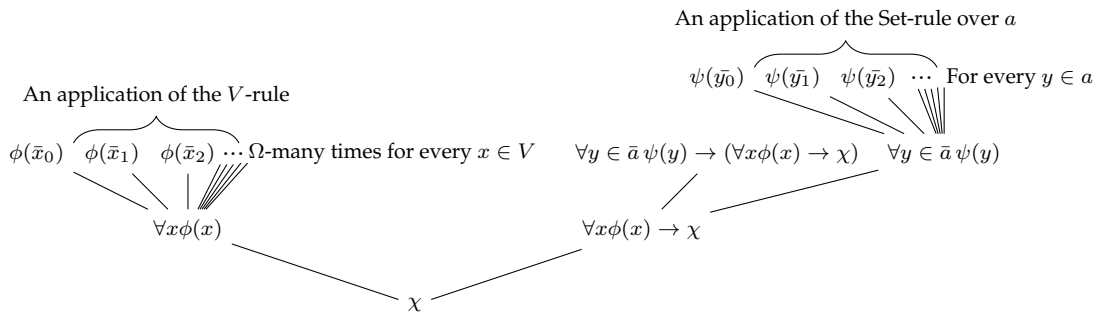 An application of the Set-rule over a
ψ(ȳ₀) ψ(ȳ₁) ψ(ȳ₂) ... For every y ∈ a
An application of the V-rule
ϕ(x̄₀) ϕ(x̄₁) ϕ(x̄₂) ... Ω-many times for every x ∈ V ∀y ∈ ā ψ(y) → (∀xϕ(x) → χ) ∀y ∈ ā ψ(y)
∀xϕ(x) ∀xϕ(x) → χ
χ